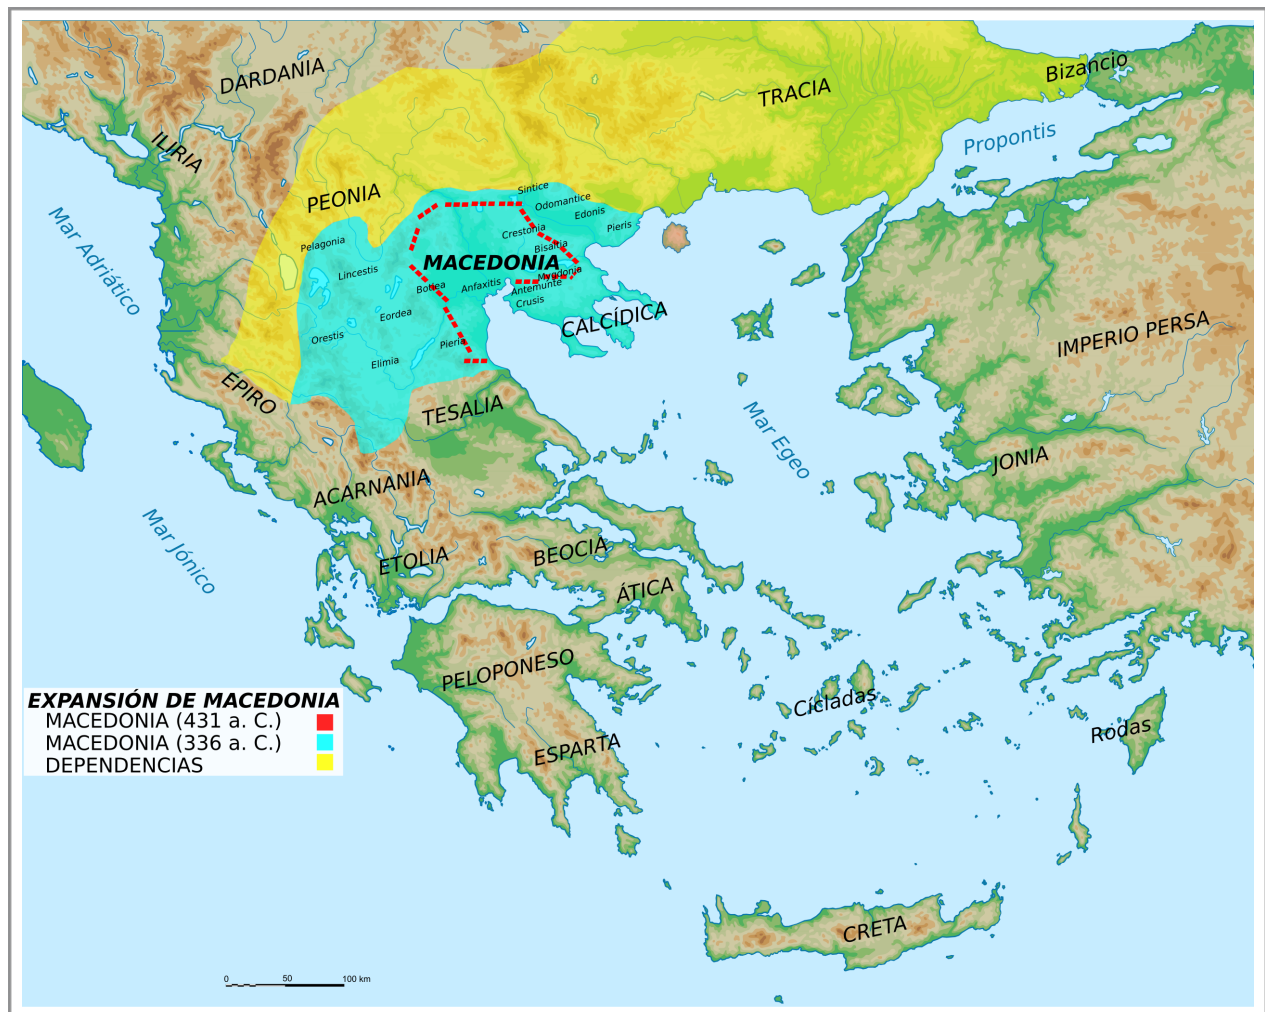 DARDANIA
Bizancio
TRACIA
Propontis
ILIRIA
PEONIA
Sintice
Odomantice
Edonis
Pieris
Mar Adriático
Pelagonia
Crestonia
Bisaltia
Lincestis
MACEDONIA
Mygdonia
Bottea
Anfaxitis
Antemunte
Crusis
Eordea
CALCÍDICA
Orestis
Pieria
IMPERIO PERSA
Elimia
EPIRO
TESALIA
Mar Egeo
JONIA
ACARNANIA
Mar Jónico
ETOLIA
BEOCIA
ÁTICA
PELOPONESO
Cícladas
Rodas
ESPARTA
EXPANSIÓN DE MACEDONIA
MACEDONIA (431 a. C.)
MACEDONIA (336 a. C.)
DEPENDENCIAS
CRETA
0 50 100 km